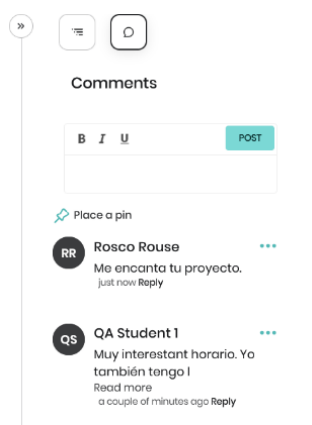 »
Comments
B I U POST
Place a pin
RR Rosco Rouse
Me encanta tu proyecto.
just now Reply
QS QA Student 1
Muy interestant horario. Yo
también tengo l
Read more
a couple of minutes ago Reply